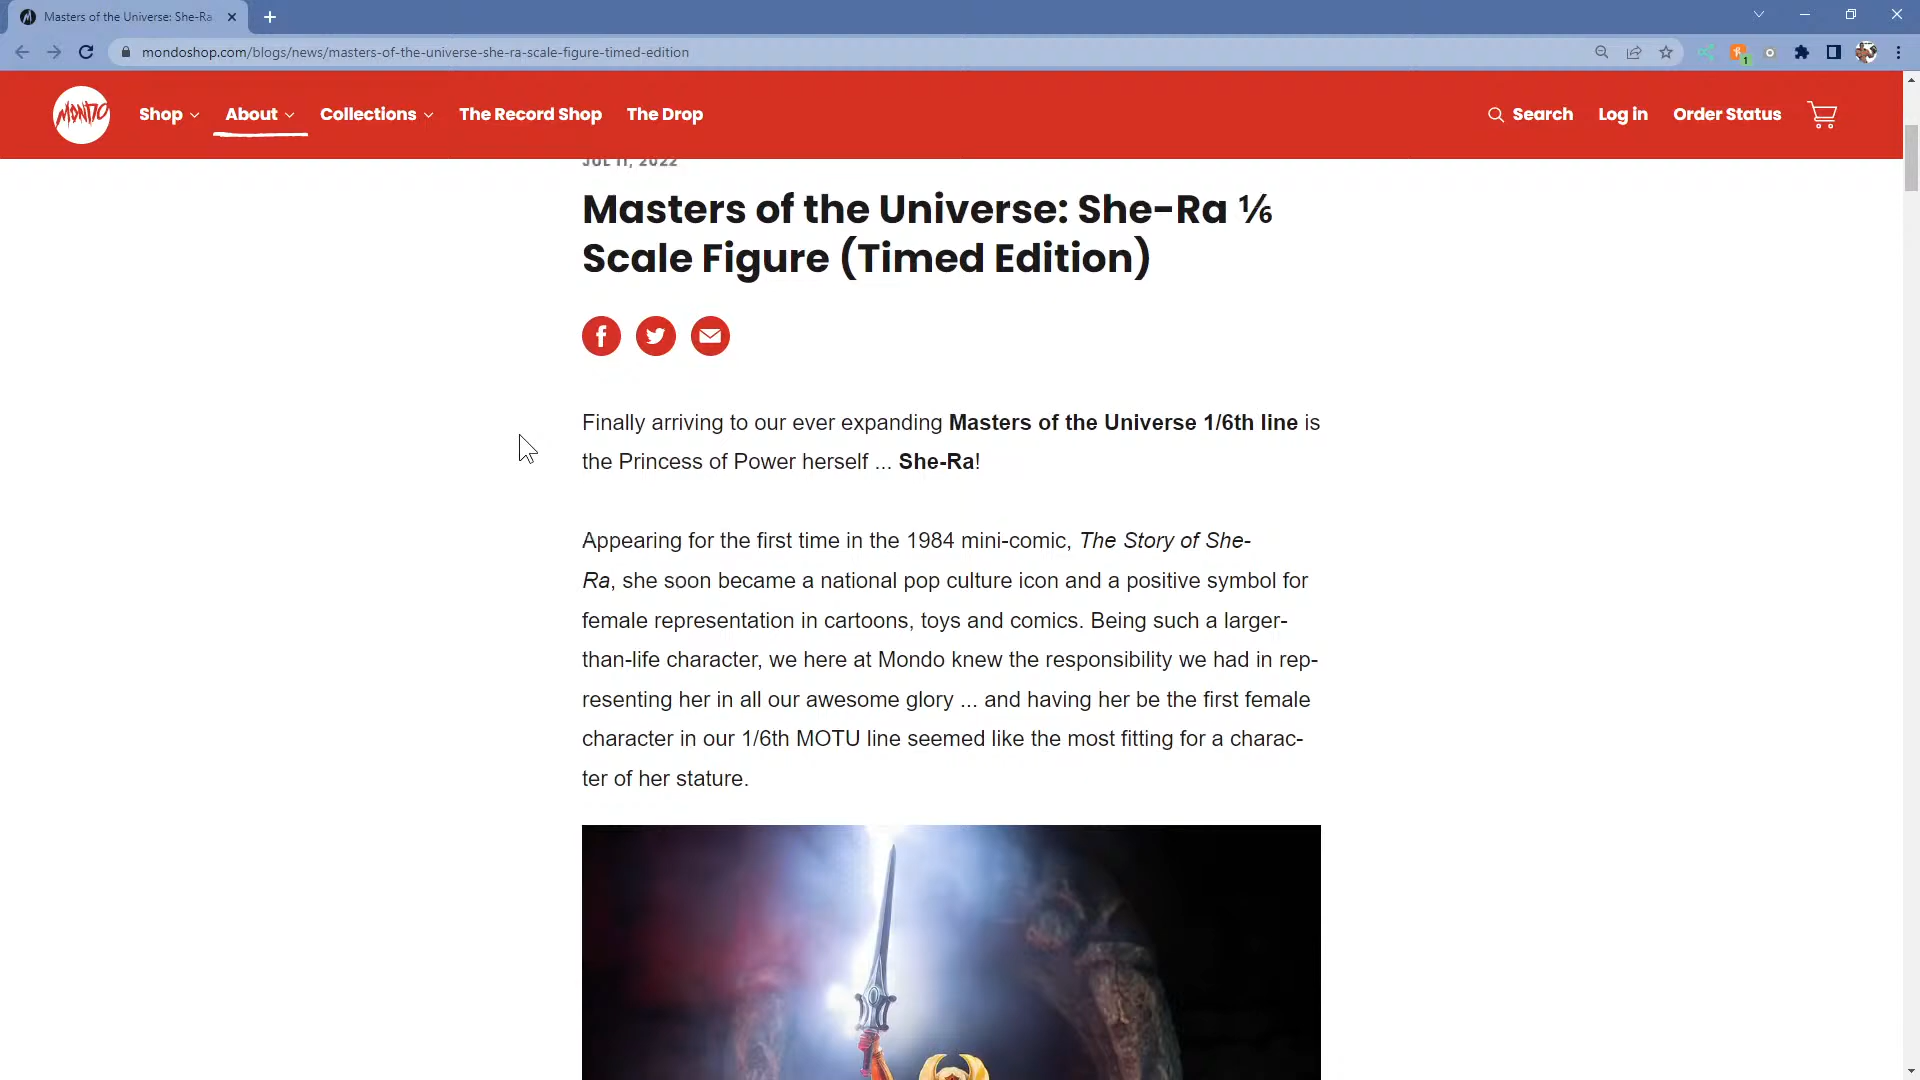 Masters of the Universe: She-Ra
mondoshop.com/blogs/news/masters-of-the-universe-she-ra-scale-figure-timed-edition
1
MONDO
Shop
About
Collections
The Record Shop
The Drop
Search
Log in
Order Status
JUL 11, 2022
Masters of the Universe: She-Ra ⅙
Scale Figure (Timed Edition)
Finally arriving to our ever expanding Masters of the Universe 1/6th line is
the Princess of Power herself ... She-Ra!
Appearing for the first time in the 1984 mini-comic, The Story of She-
Ra, she soon became a national pop culture icon and a positive symbol for
female representation in cartoons, toys and comics. Being such a larger-
than-life character, we here at Mondo knew the responsibility we had in rep-
resenting her in all our awesome glory ... and having her be the first female
character in our 1/6th MOTU line seemed like the most fitting for a charac-
ter of her stature.